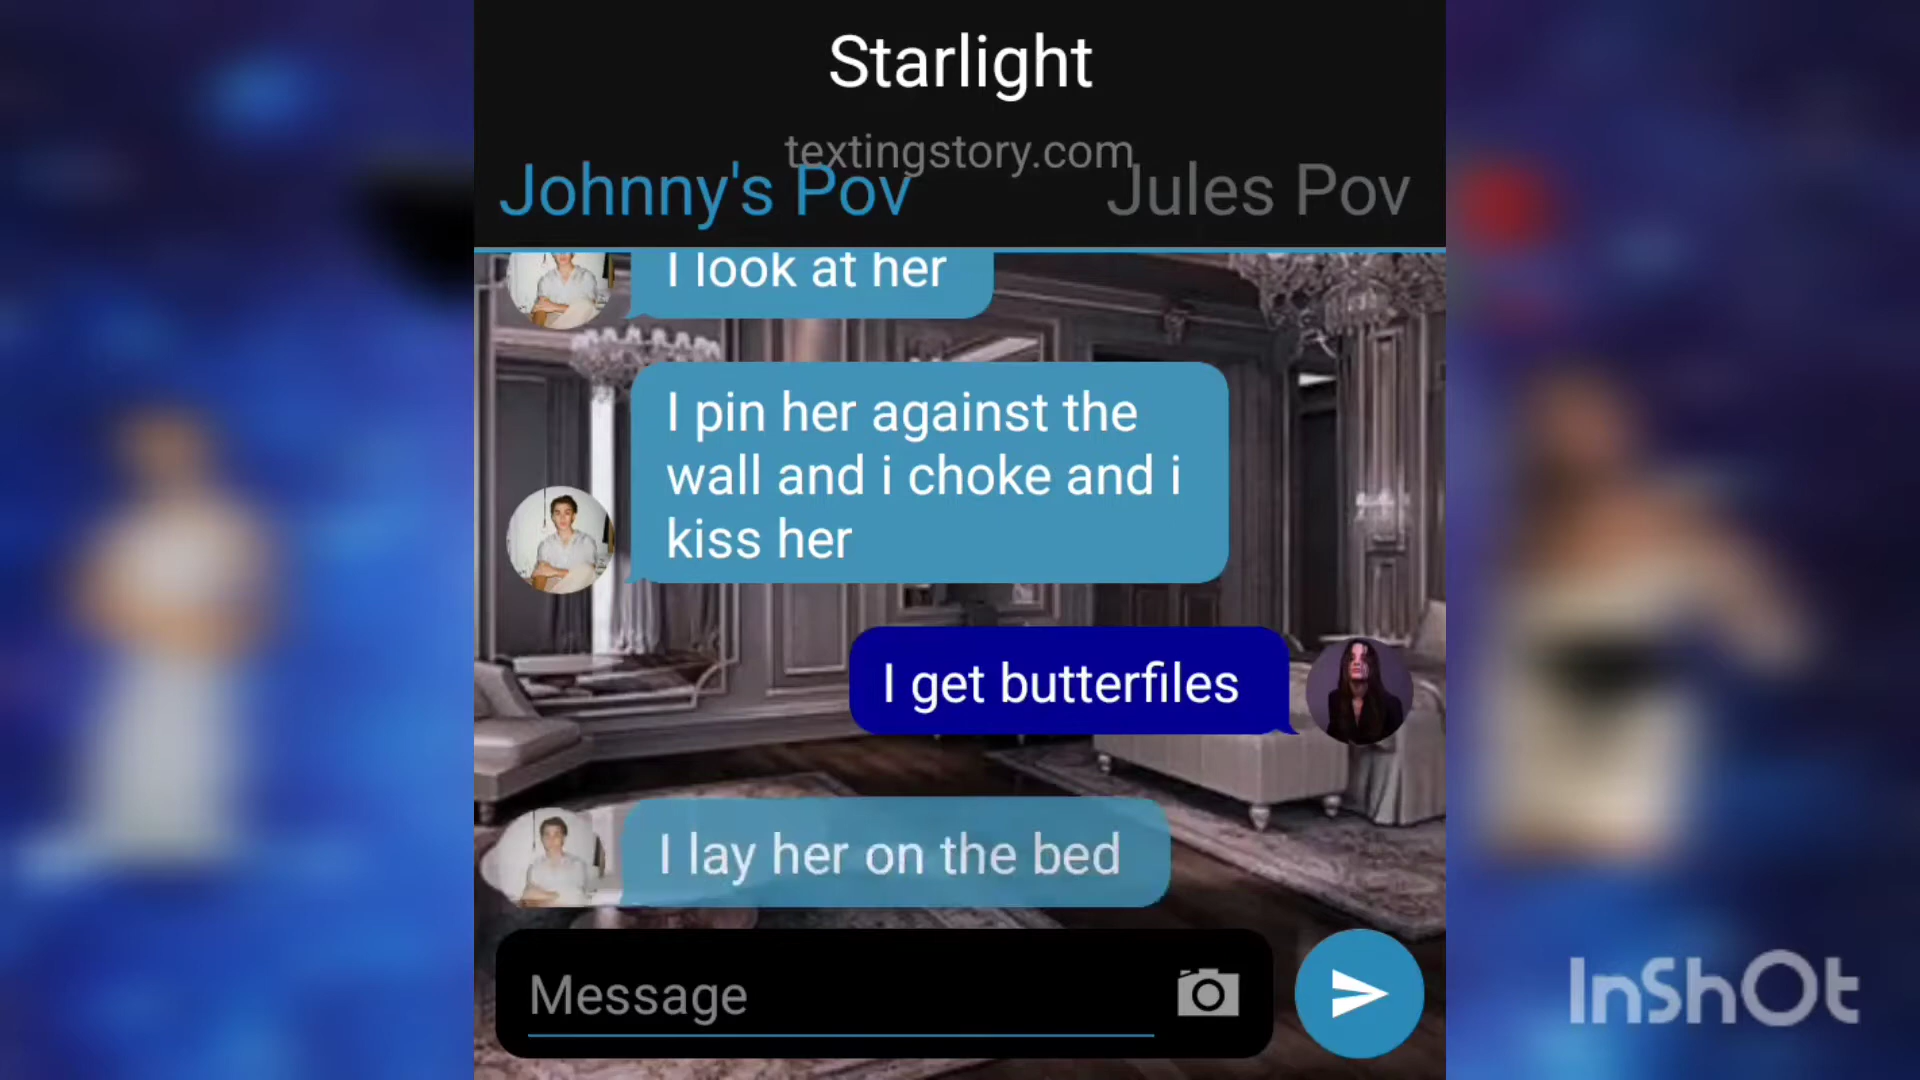 Starlight
textingstory.com
Johnny's Pov
Jules Pov
I look at her
I pin her against the
wall and i choke and i
kiss her
I get butterfiles
I lay her on the bed
Message
InShOt